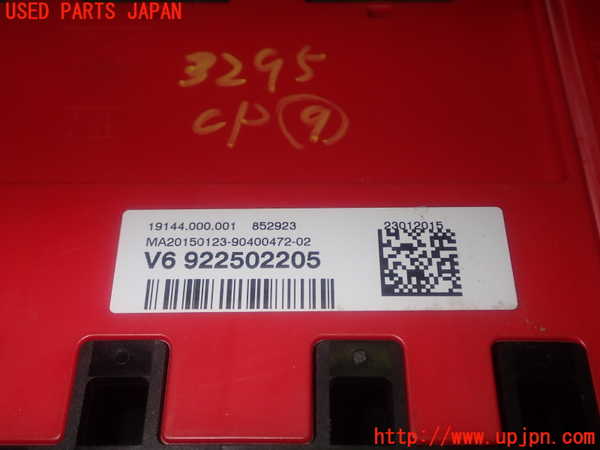 USED PARTS JAPAN
3295
CP 9
19144.000.001 852923
23012015
MA20150123-90400472-02
V6 922502205
http://www.upjpn.com/